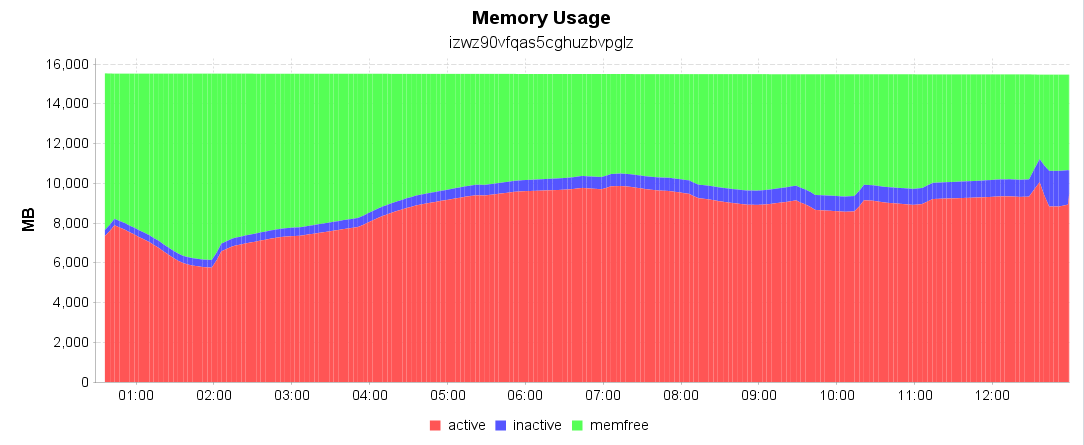 Memory Usage
izwz90vfqas5cghuzbvpglz
MB
16,000
14,000
12,000
10,000
8,000
6,000
4,000
2,000
0
01:00 02:00 03:00 04:00 05:00 06:00 07:00 08:00 09:00 10:00 11:00 12:00
active inactive memfree